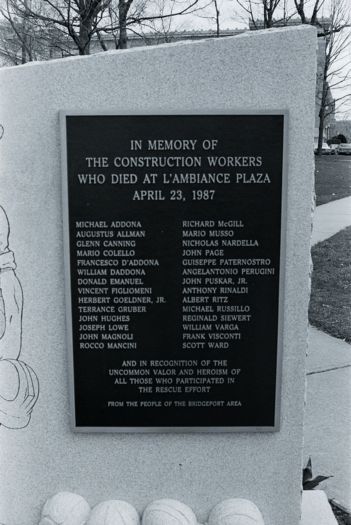 IN MEMORY OF
THE CONSTRUCTION WORKERS
WHO DIED AT L'AMBIANCE PLAZA
APRIL 23, 1987
MICHAEL ADDONA
AUGUSTUS ALLMAN
GLENN CANNING
MARIO COLELLO
FRANCESCO D'ADDONA
WILLIAM DADDONA
DONALD EMANUEL
VINCENT FIGLIOMENI
HERBERT GOELDNER, JR.
TERRANCE GRUBER
JOHN HUGHES
JOSEPH LOWE
JOHN MAGNOLI
ROCCO MANCINI
RICHARD McGILL
MARIO MUSSO
NICHOLAS NARDELLA
JOHN PAGE
GUISEPPE PATERNOSTRO
ANGELANTONIO PERUGINI
JOHN PUSKAR, JR.
ANTHONY RINALDI
ALBERT RITZ
MICHAEL RUSSILLO
REGINALD SIEWERT
WILLIAM VARGA
FRANK VISCONTI
SCOTT WARD
AND IN RECOGNITION OF THE
UNCOMMON VALOR AND HEROISM OF
ALL THOSE WHO PARTICIPATED IN
THE RESCUE EFFORT
FROM THE PEOPLE OF THE BRIDGEPORT AREA